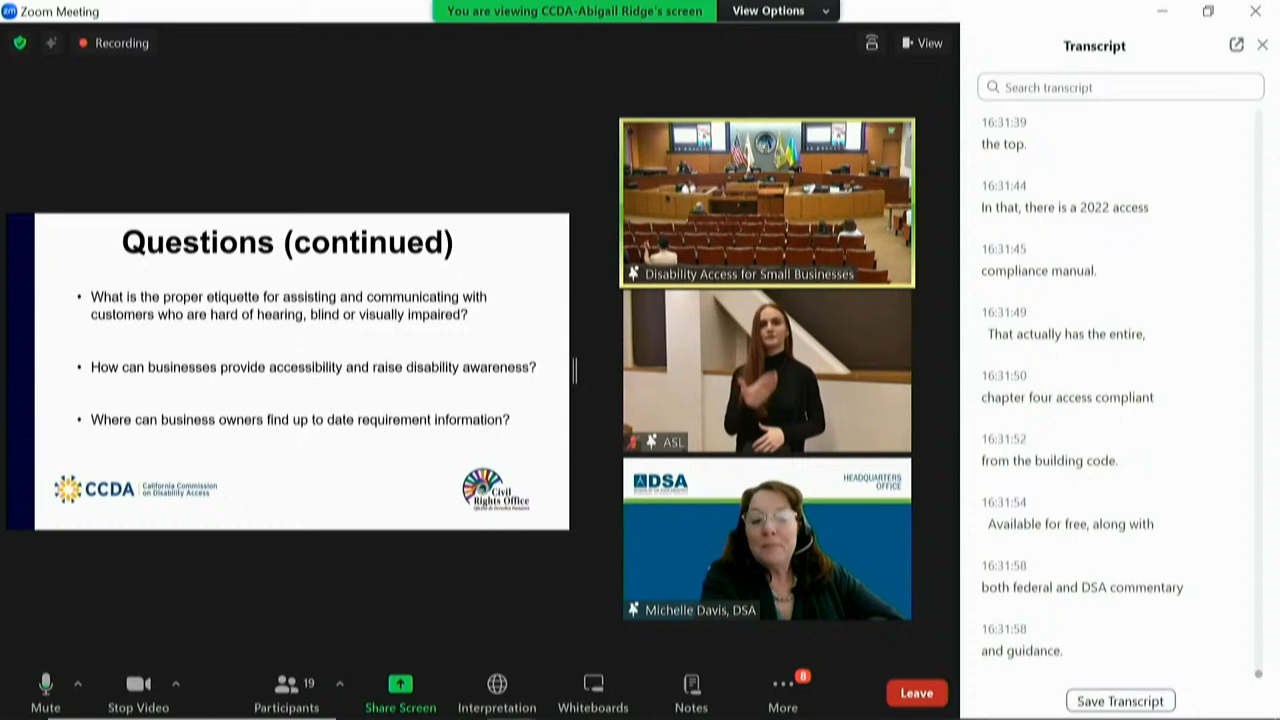 Zoom Meeting
You are viewing CCDA-Abigail Ridge's screen
View Options
Recording
View
Transcript
Search transcript
16:31:39
the top.
16:31:44
In that, there is a 2022 access
16:31:45
compliance manual.
16:31:49
That actually has the entire,
16:31:50
chapter four access compliant
16:31:52
from the building code.
16:31:54
Available for free, along with
16:31:58
both federal and DSA commentary
16:31:58
and guidance.
Save Transcript
Questions (continued)
• What is the proper etiquette for assisting and communicating with
customers who are hard of hearing, blind or visually impaired?
• How can businesses provide accessibility and raise disability awareness?
• Where can business owners find up to date requirement information?
CCDA
California Commission
on Disability Access
Civil
Rights Office
Disability Access for Small Businesses
ASL
DSA
HEADQUARTERS
OFFICE
Michelle Davis, DSA
Mute
Stop Video
19
Participants
Share Screen
Interpretation
Whiteboards
Notes
8
More
Leave